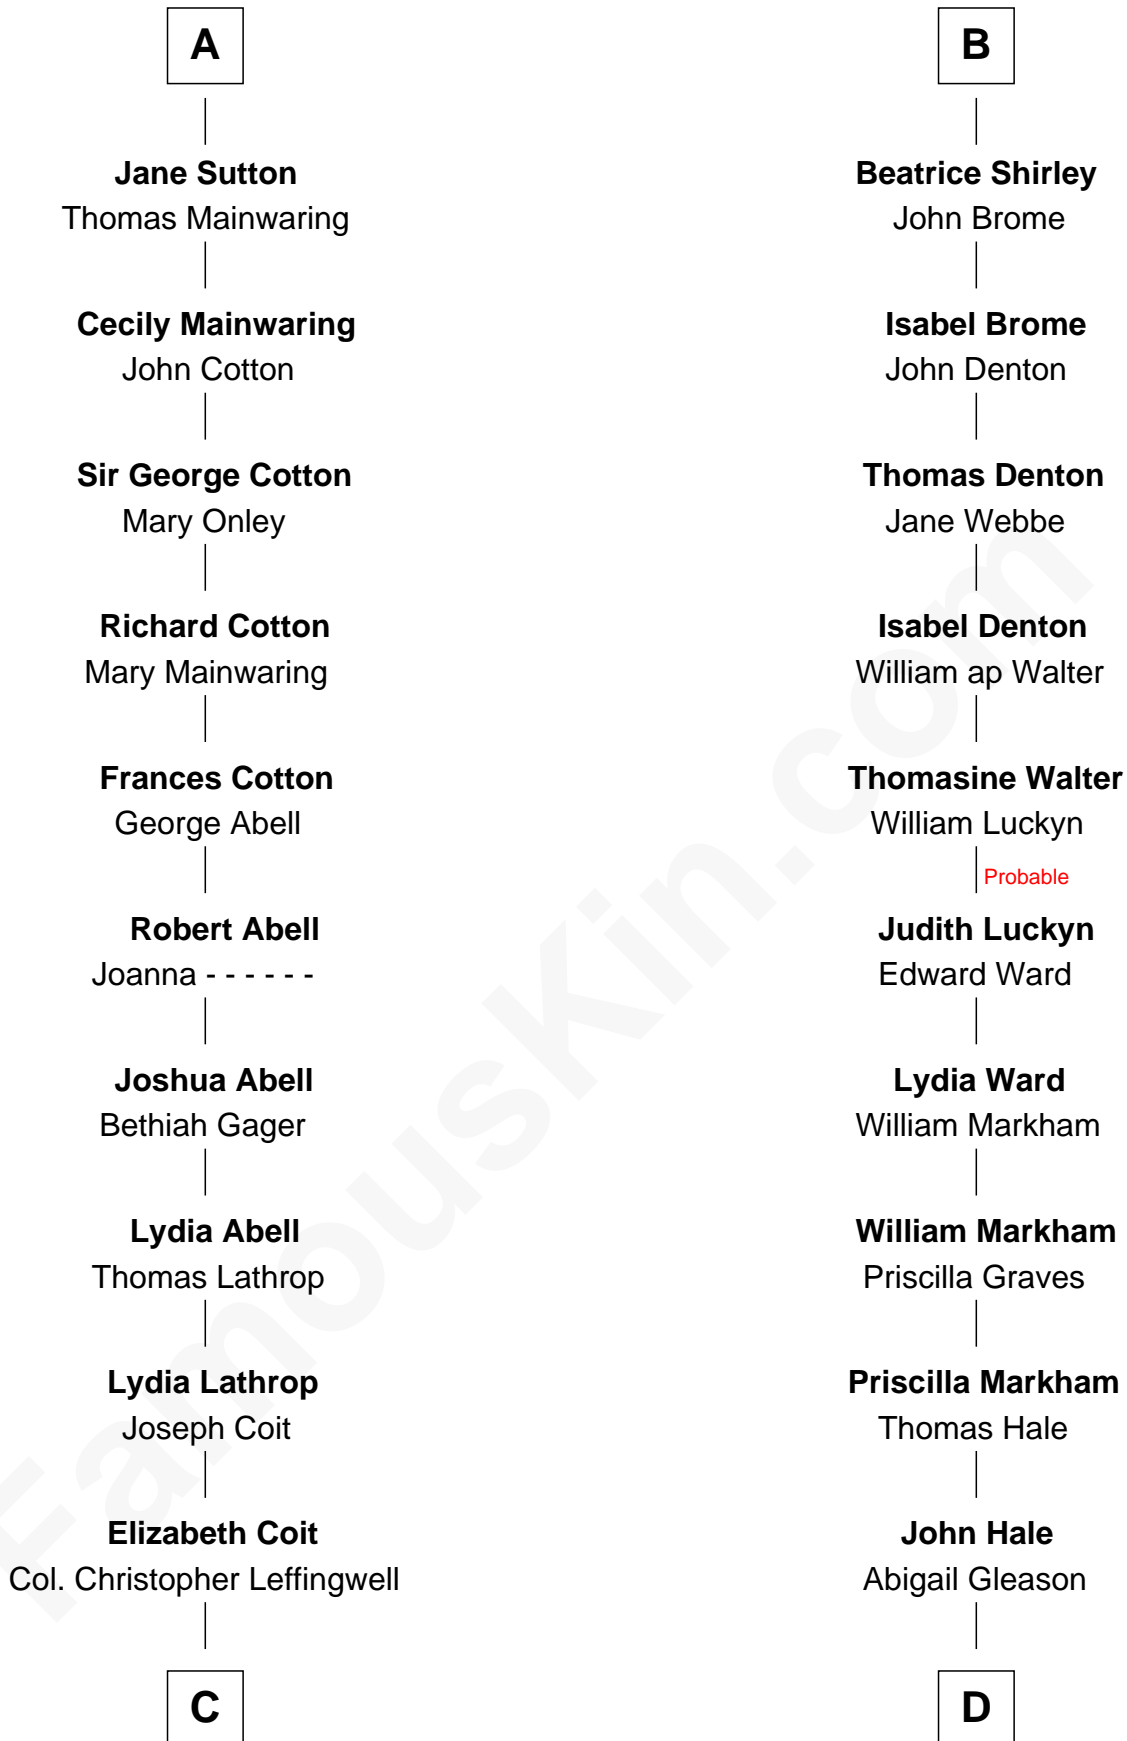 A
Jane Sutton
Thomas Mainwaring
Cecily Mainwaring
John Cotton
Sir George Cotton
Mary Onley
Richard Cotton
Mary Mainwaring
Frances Cotton
George Abell
Robert Abell
Joanna - - - - - -
Joshua Abell
Bethiah Gager
Lydia Abell
Thomas Lathrop
Lydia Lathrop
Joseph Coit
Elizabeth Coit
Col. Christopher Leffingwell
C
B
Beatrice Shirley
John Brome
Isabel Brome
John Denton
Thomas Denton
Jane Webbe
Isabel Denton
William ap Walter
Thomasine Walter
William Luckyn
Probable
Judith Luckyn
Edward Ward
Lydia Ward
William Markham
William Markham
Priscilla Graves
Priscilla Markham
Thomas Hale
John Hale
Abigail Gleason
D
FamousKin.com